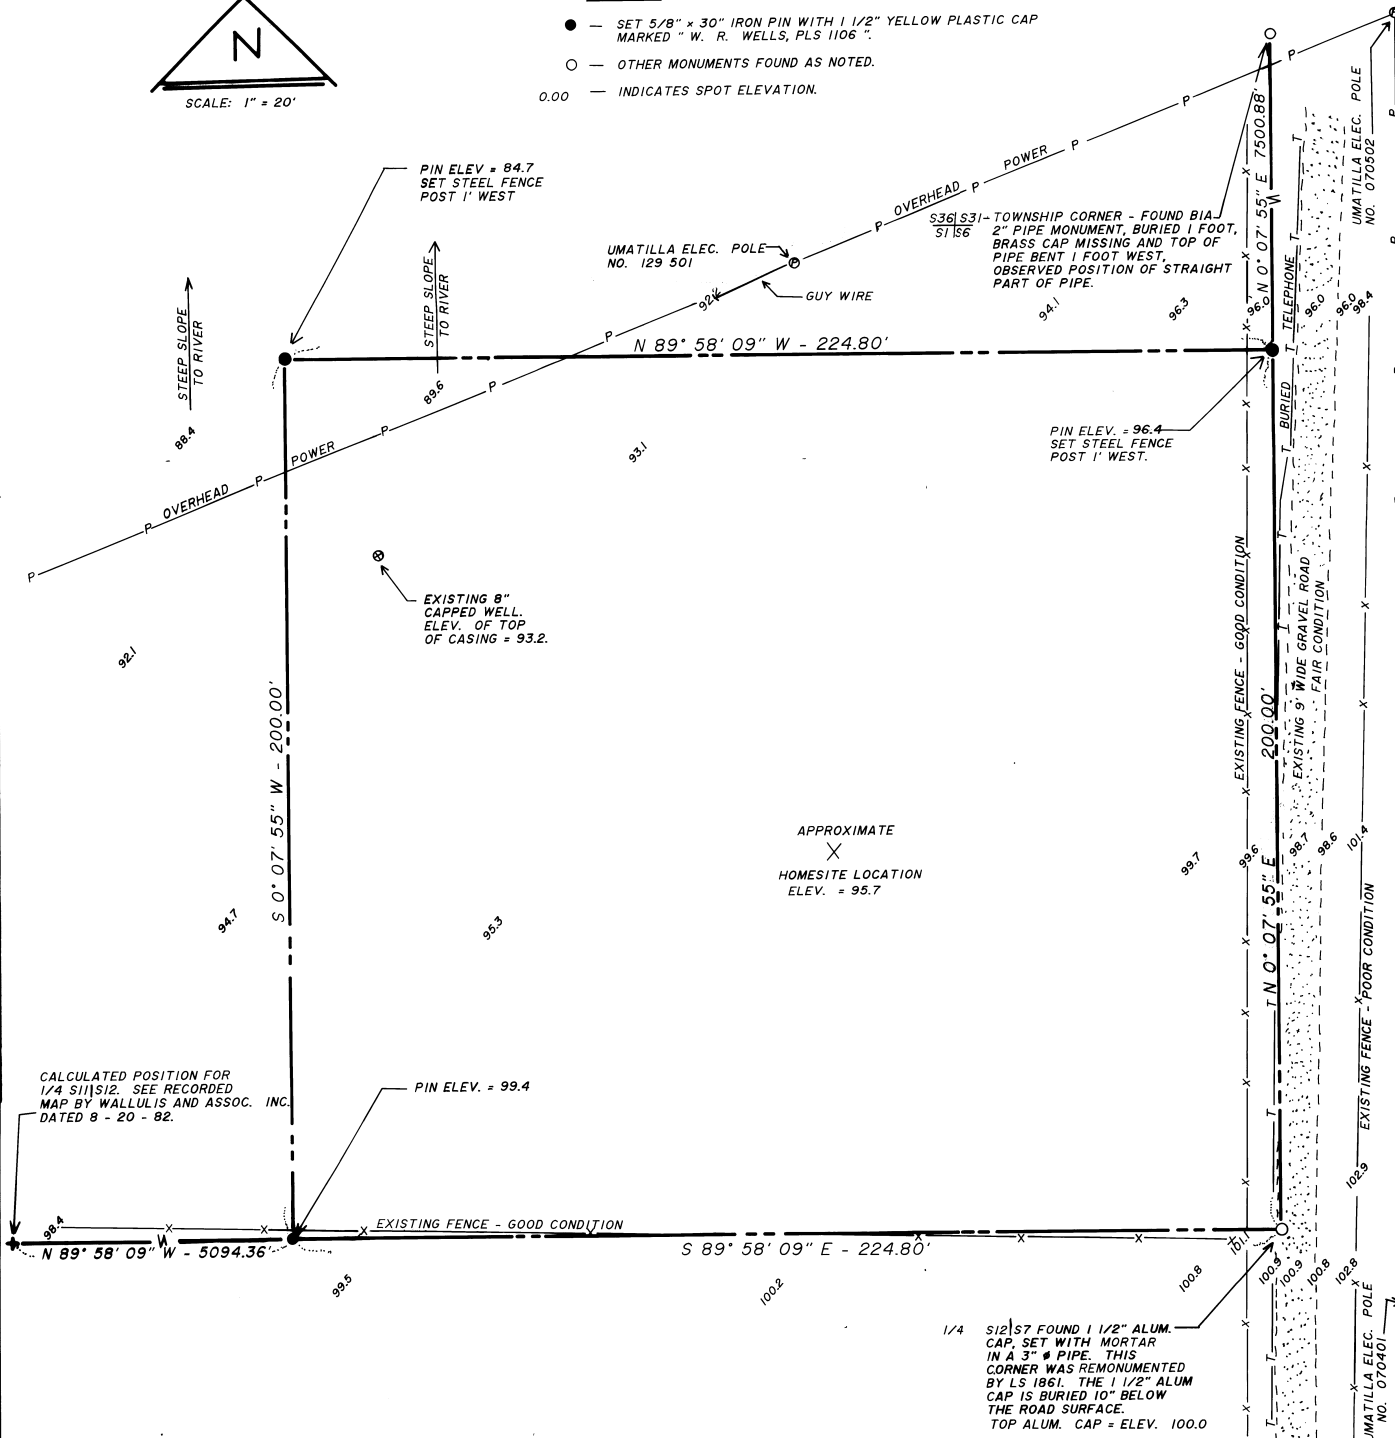 N
SCALE: 1" = 20'
● — SET 5/8" × 30" IRON PIN WITH 1 1/2" YELLOW PLASTIC CAP
MARKED " W. R. WELLS, PLS 1106 ".
○ — OTHER MONUMENTS FOUND AS NOTED.
0.00 — INDICATES SPOT ELEVATION.
PIN ELEV = 84.7
SET STEEL FENCE
POST 1' WEST
STEEP SLOPE
TO RIVER
STEEP SLOPE
TO RIVER
88.4
89.6
UMATILLA ELEC. POLE
NO. 129 501
GUY WIRE
P OVERHEAD P POWER P
S36|S31
S1|S6
TOWNSHIP CORNER - FOUND BIA
2" PIPE MONUMENT, BURIED 1 FOOT,
BRASS CAP MISSING AND TOP OF
PIPE BENT 1 FOOT WEST,
OBSERVED POSITION OF STRAIGHT
PART OF PIPE.
N 0° 07' 55" E 7500.88'
UMATILLA ELEC. POLE
NO. 070502
94.1
96.3
96.0
96.0
96.0
98.4
N 89° 58' 09" W - 224.80'
T BURIED T TELEPHONE T
PIN ELEV. = 96.4
SET STEEL FENCE
POST 1' WEST.
93.1
P OVERHEAD P POWER P
EXISTING 8"
CAPPED WELL.
ELEV. OF TOP
OF CASING = 93.2.
92.1
S 0° 07' 55" W - 200.00'
EXISTING FENCE - GOOD CONDITION
EXISTING 9' WIDE GRAVEL ROAD
FAIR CONDITION
N 0° 07' 55" E 200.00'
APPROXIMATE
HOMESITE LOCATION
ELEV. = 95.7
99.7
99.6
98.7
98.6
101.4
94.7
95.3
EXISTING FENCE - POOR CONDITION
CALCULATED POSITION FOR
1/4 S11|S12. SEE RECORDED
MAP BY WALLULIS AND ASSOC. INC.
DATED 8 - 20 - 82.
PIN ELEV. = 99.4
102.9
98.4
EXISTING FENCE - GOOD CONDITION
N 89° 58' 09" W - 5094.36'
S 89° 58' 09" E - 224.80'
99.5
100.2
100.8
100.9
100.9
100.8
102.8
1/4 S12|S7 FOUND 1 1/2" ALUM.
CAP, SET WITH MORTAR
IN A 3" ø PIPE. THIS
CORNER WAS REMONUMENTED
BY LS 1861. THE 1 1/2" ALUM
CAP IS BURIED 10" BELOW
THE ROAD SURFACE.
TOP ALUM. CAP = ELEV. 100.0
UMATILLA ELEC. POLE
NO. 070401